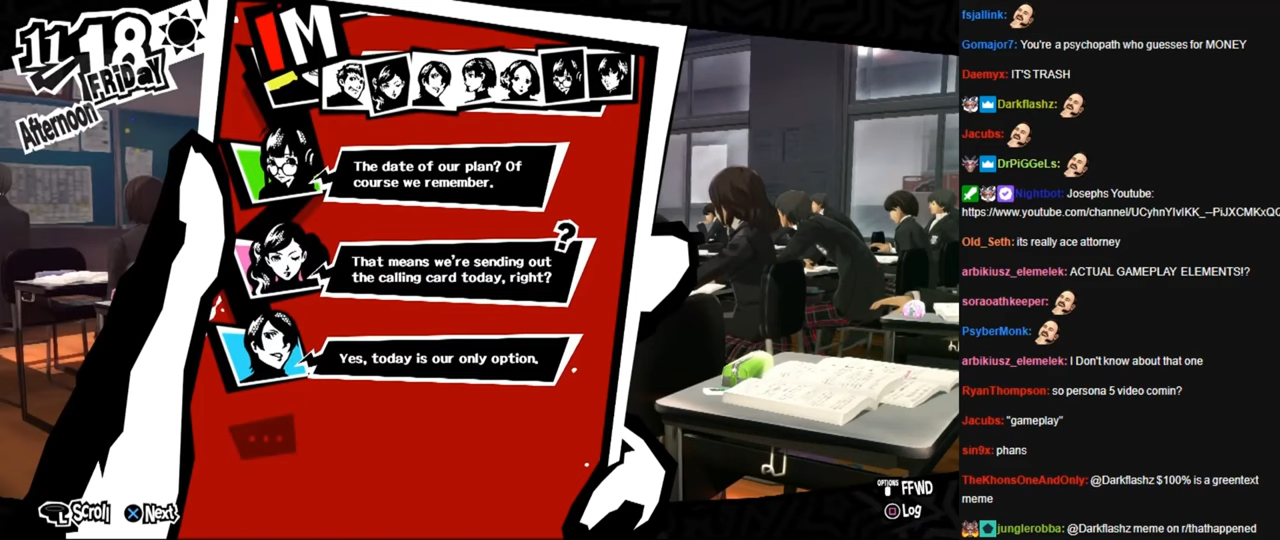 11/18
FRiDaY
Afternoon
IM
The date of our plan? Of
course we remember.
?
That means we're sending out
the calling card today, right?
Yes, today is our only option.
...
L Scroll
Next
OPTIONS FFWD
Log
fsjallink:
Gomajor7: You're a psychopath who guesses for MONEY
Daemyx: IT'S TRASH
Darkflashz:
Jacubs:
DrPiGGeLs:
Nightbot: Josephs Youtube:
https://www.youtube.com/channel/UCyhnYIvIKK_--PiJXCMKxQC
Old_Seth: its really ace attorney
arbikiusz_elemelek: ACTUAL GAMEPLAY ELEMENTS!?
soraoathkeeper:
PsyberMonk:
arbikiusz_elemelek: I Don't know about that one
RyanThompson: so persona 5 video comin?
Jacubs: "gameplay"
sin9x: phans
TheKhonsOneAndOnly: @Darkflashz $100% is a greentext
meme
junglerobba: @Darkflashz meme on r/thathappened